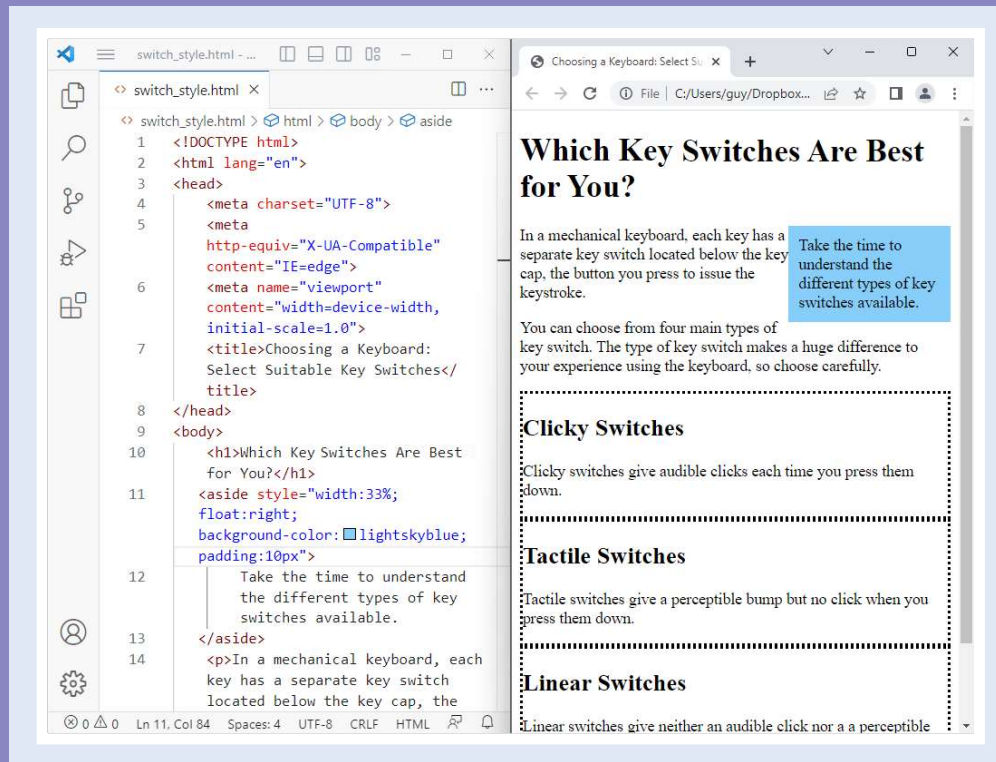 switch_style.html - ...
switch_style.html
switch_style.html > html > body > aside
1 <!DOCTYPE html>
2 <html lang="en">
3 <head>
4 <meta charset="UTF-8">
5 <meta
http-equiv="X-UA-Compatible"
content="IE=edge">
6 <meta name="viewport"
content="width=device-width,
initial-scale=1.0">
7 <title>Choosing a Keyboard:
Select Suitable Key Switches</
title>
8 </head>
9 <body>
10 <h1>Which Key Switches Are Best
for You?</h1>
11 <aside style="width:33%;
float:right;
background-color:lightskyblue;
padding:10px">
12 Take the time to understand
the different types of key
switches available.
13 </aside>
14 <p>In a mechanical keyboard, each
key has a separate key switch
located below the key cap, the
0 0 Ln 11, Col 84 Spaces: 4 UTF-8 CRLF HTML
Choosing a Keyboard: Select Su
File | C:/Users/guy/Dropbox...
Which Key Switches Are Best
for You?
In a mechanical keyboard, each key has a
separate key switch located below the key
cap, the button you press to issue the
keystroke.
Take the time to
understand the
different types of key
switches available.
You can choose from four main types of
key switch. The type of key switch makes a huge difference to
your experience using the keyboard, so choose carefully.
Clicky Switches
Clicky switches give audible clicks each time you press them
down.
Tactile Switches
Tactile switches give a perceptible bump but no click when you
press them down.
Linear Switches
Linear switches give neither an audible click nor a a perceptible